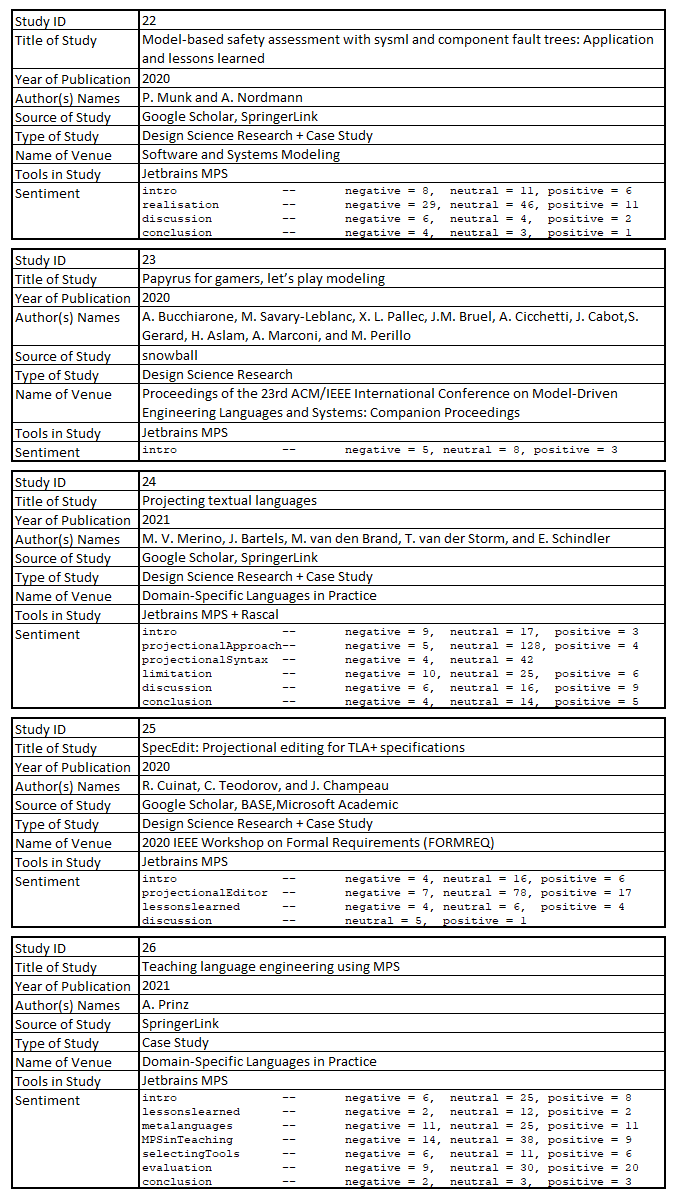 Study ID 22
Title of Study Model-based safety assessment with sysml and component fault trees: Application
and lessons learned
Year of Publication 2020
Author(s) Names P. Munk and A. Nordmann
Source of Study Google Scholar, SpringerLink
Type of Study Design Science Research + Case Study
Name of Venue Software and Systems Modeling
Tools in Study Jetbrains MPS
Sentiment intro -- negative = 8, neutral = 11, positive = 6
realisation -- negative = 29, neutral = 46, positive = 11
discussion -- negative = 6, neutral = 4, positive = 2
conclusion -- negative = 4, neutral = 3, positive = 1
Study ID 23
Title of Study Papyrus for gamers, let's play modeling
Year of Publication 2020
Author(s) Names A. Bucchiarone, M. Savary-Leblanc, X. L. Pallec, J.M. Bruel, A. Cicchetti, J. Cabot,S.
Gerard, H. Aslam, A. Marconi, and M. Perillo
Source of Study snowball
Type of Study Design Science Research
Name of Venue Proceedings of the 23rd ACM/IEEE International Conference on Model-Driven
Engineering Languages and Systems: Companion Proceedings
Tools in Study Jetbrains MPS
Sentiment intro -- negative = 5, neutral = 8, positive = 3
Study ID 24
Title of Study Projecting textual languages
Year of Publication 2021
Author(s) Names M. V. Merino, J. Bartels, M. van den Brand, T. van der Storm, and E. Schindler
Source of Study Google Scholar, SpringerLink
Type of Study Design Science Research + Case Study
Name of Venue Domain-Specific Languages in Practice
Tools in Study Jetbrains MPS + Rascal
Sentiment intro -- negative = 9, neutral = 17, positive = 3
projectionalApproach-- negative = 5, neutral = 128, positive = 4
projectionalSyntax -- negative = 4, neutral = 42
limitation -- negative = 10, neutral = 25, positive = 6
discussion -- negative = 6, neutral = 16, positive = 9
conclusion -- negative = 4, neutral = 14, positive = 5
Study ID 25
Title of Study SpecEdit: Projectional editing for TLA+ specifications
Year of Publication 2020
Author(s) Names R. Cuinat, C. Teodorov, and J. Champeau
Source of Study Google Scholar, BASE,Microsoft Academic
Type of Study Design Science Research + Case Study
Name of Venue 2020 IEEE Workshop on Formal Requirements (FORMREQ)
Tools in Study Jetbrains MPS
Sentiment intro -- negative = 4, neutral = 16, positive = 6
projectionalEditor -- negative = 7, neutral = 78, positive = 17
lessonslearned -- negative = 4, neutral = 6, positive = 4
discussion -- neutral = 5, positive = 1
Study ID 26
Title of Study Teaching language engineering using MPS
Year of Publication 2021
Author(s) Names A. Prinz
Source of Study SpringerLink
Type of Study Case Study
Name of Venue Domain-Specific Languages in Practice
Tools in Study Jetbrains MPS
Sentiment intro -- negative = 6, neutral = 25, positive = 8
lessonslearned -- negative = 2, neutral = 12, positive = 2
metalanguages -- negative = 11, neutral = 25, positive = 11
MPSinTeaching -- negative = 14, neutral = 38, positive = 9
selectingTools -- negative = 6, neutral = 11, positive = 6
evaluation -- negative = 9, neutral = 30, positive = 20
conclusion -- negative = 2, neutral = 3, positive = 3